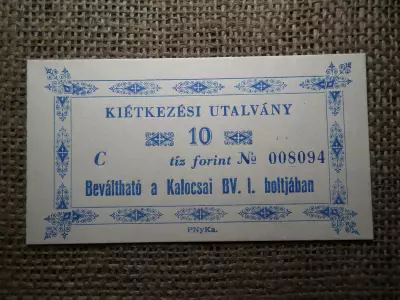 KIÉTKEZÉSI UTALVÁNY
10
C tíz forint № 008094
Beváltható a Kalocsai BV. I. boltjában
PNyKa.